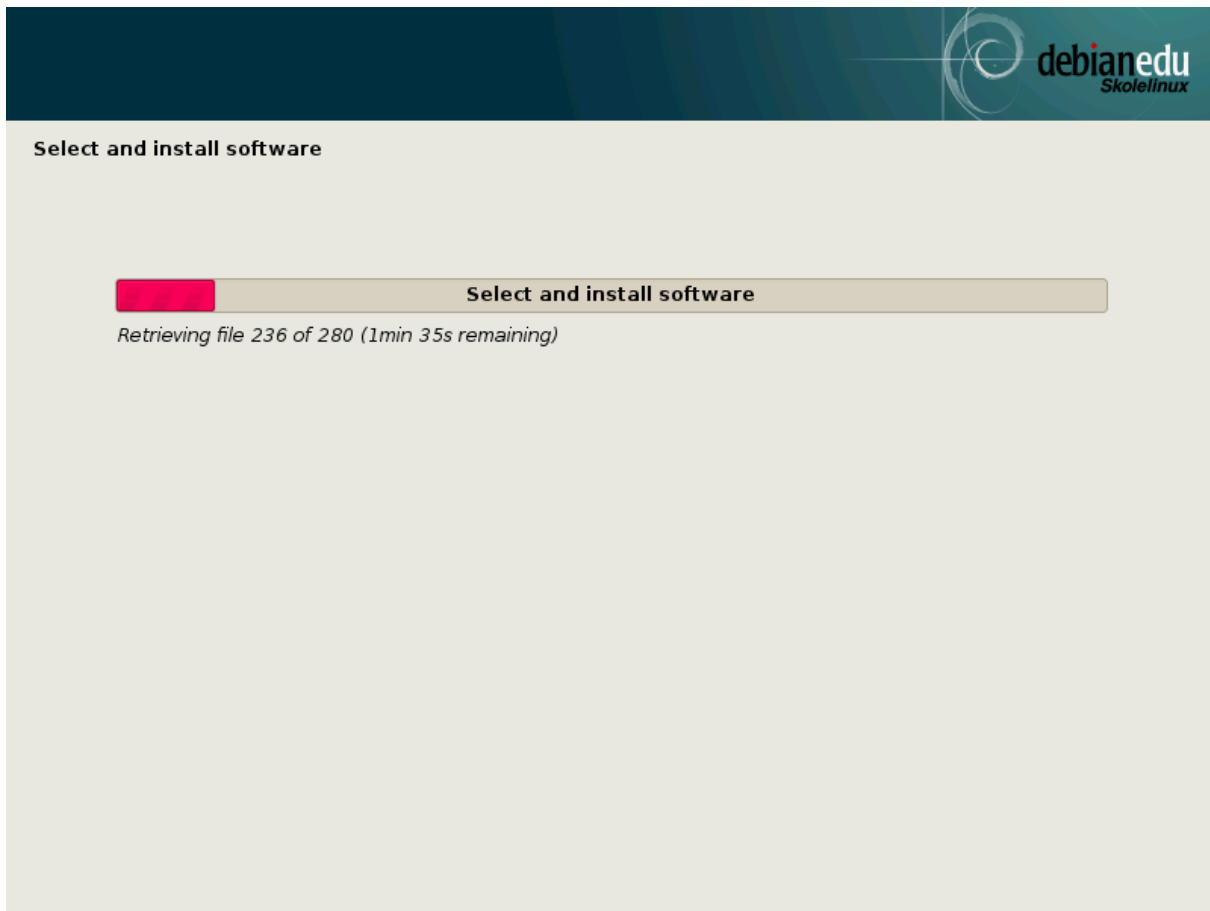 debianedu
Skolelinux
Select and install software
Select and install software
Retrieving file 236 of 280 (1min 35s remaining)